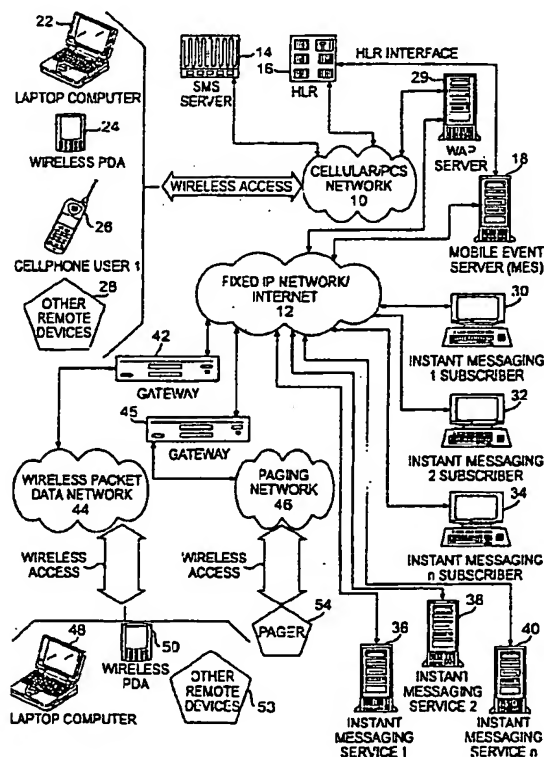 22
LAPTOP COMPUTER
24
WIRELESS PDA
26
CELLPHONE USER 1
28
OTHER
REMOTE
DEVICES
14
SMS
SERVER
16
HLR
HLR INTERFACE
29
WAP
SERVER
18
MOBILE EVENT
SERVER (MES)
WIRELESS ACCESS
CELLULAR/PCS
NETWORK
10
FIXED IP NETWORK/
INTERNET
12
30
INSTANT MESSAGING
1 SUBSCRIBER
32
INSTANT MESSAGING
2 SUBSCRIBER
34
INSTANT MESSAGING
n SUBSCRIBER
42
GATEWAY
45
GATEWAY
WIRELESS PACKET
DATA NETWORK
44
PAGING
NETWORK
46
WIRELESS
ACCESS
WIRELESS
ACCESS
48
LAPTOP COMPUTER
50
WIRELESS
PDA
OTHER
REMOTE
DEVICES
53
54
PAGER
36
INSTANT
MESSAGING
SERVICE 1
38
INSTANT
MESSAGING
SERVICE 2
40
INSTANT
MESSAGING
SERVICE n